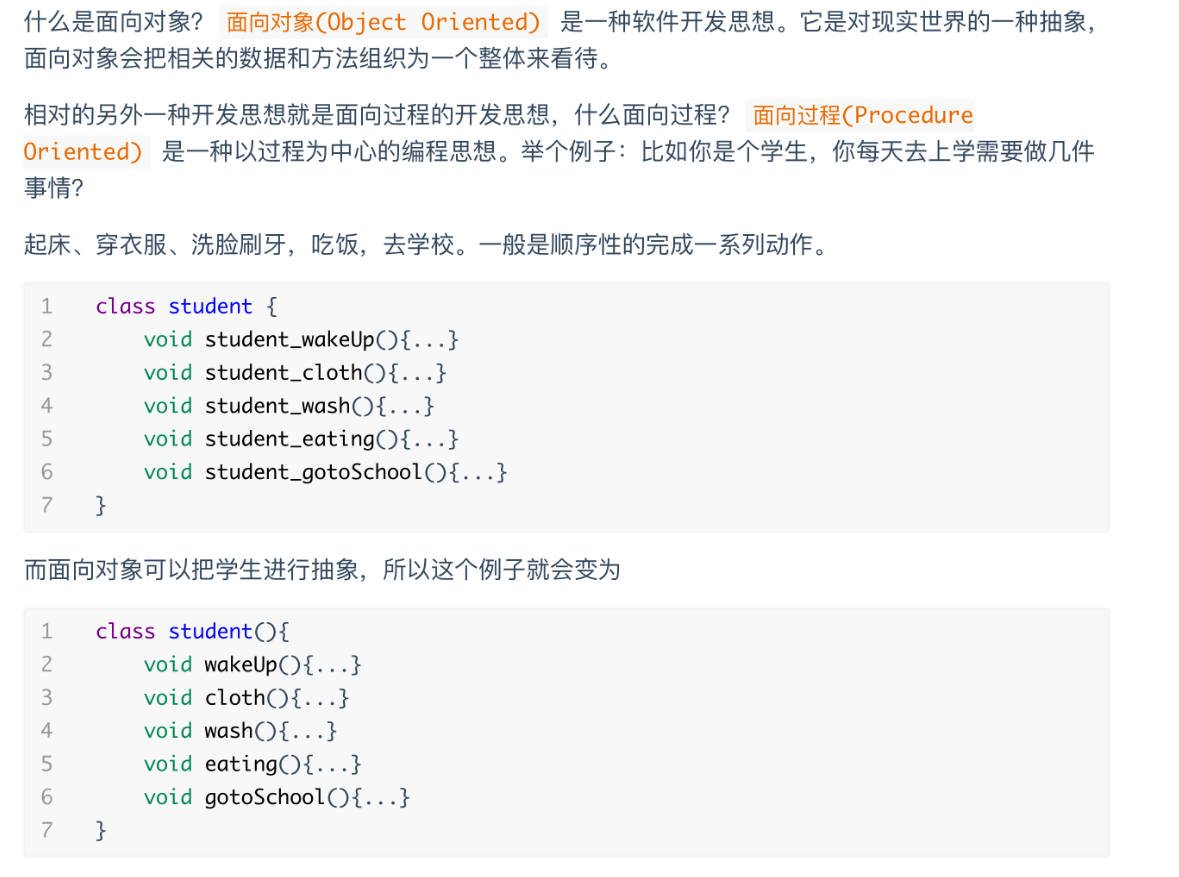 什么是面向对象？ 面向对象(Object Oriented) 是一种软件开发思想。它是对现实世界的一种抽象，
面向对象会把相关的数据和方法组织为一个整体来看待。
相对的另外一种开发思想就是面向过程的开发思想，什么面向过程？ 面向过程(Procedure
Oriented) 是一种以过程为中心的编程思想。举个例子：比如你是个学生，你每天去上学需要做几件
事情？
起床、穿衣服、洗脸刷牙，吃饭，去学校。一般是顺序性的完成一系列动作。
1 class student {
2 void student_wakeUp(){...}
3 void student_cloth(){...}
4 void student_wash(){...}
5 void student_eating(){...}
6 void student_gotoSchool(){...}
7 }
而面向对象可以把学生进行抽象，所以这个例子就会变为
1 class student(){
2 void wakeUp(){...}
3 void cloth(){...}
4 void wash(){...}
5 void eating(){...}
6 void gotoSchool(){...}
7 }